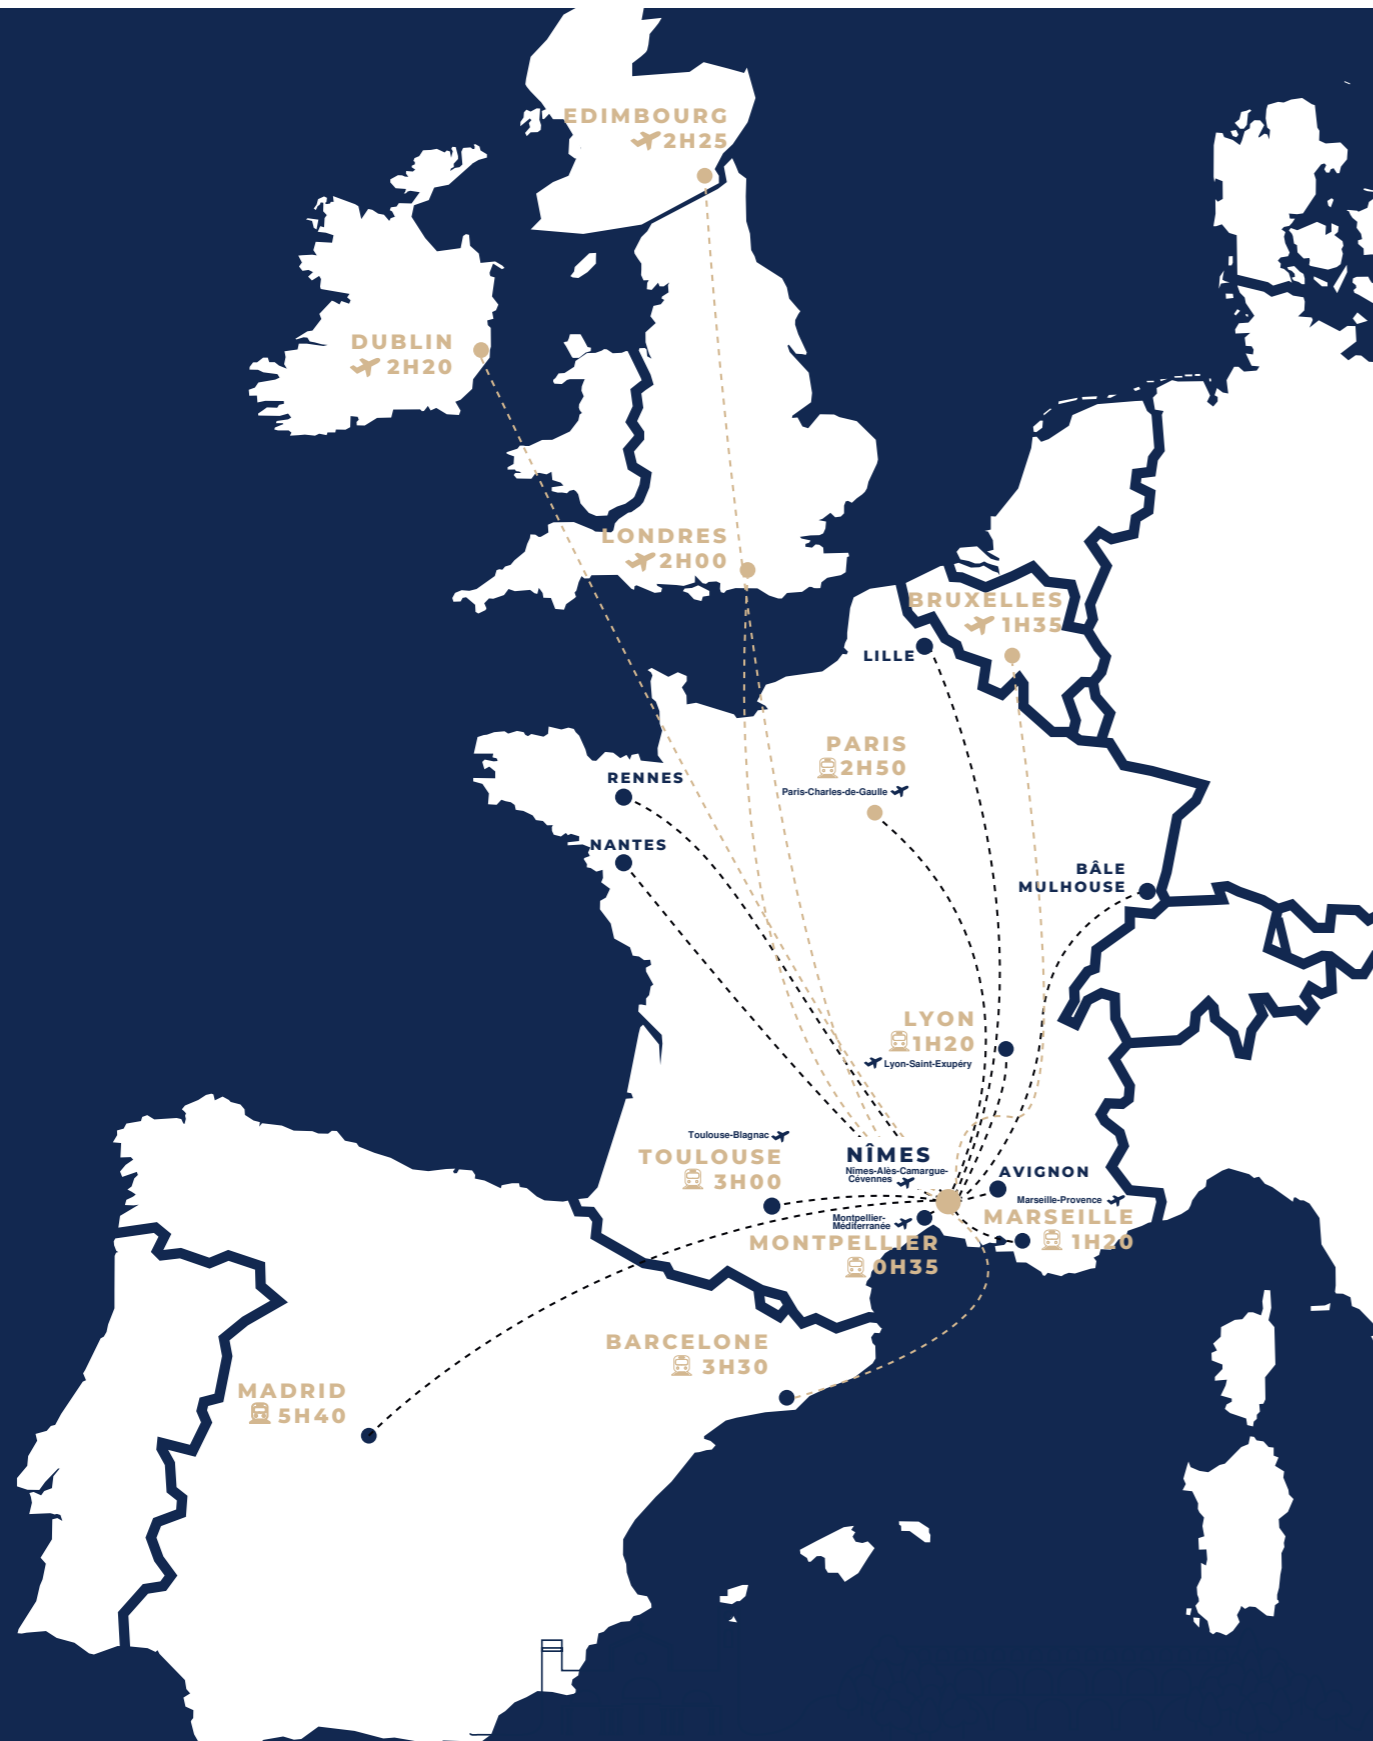 EDIMBOURG
2H25
DUBLIN
2H20
LONDRES
2H00
BRUXELLES
1H35
LILLE
PARIS
2H50
Paris-Charles-de-Gaulle
RENNES
NANTES
BÂLE
MULHOUSE
LYON
1H20
Lyon-Saint-Exupéry
Toulouse-Blagnac
TOULOUSE
3H00
NÎMES
Nîmes-Alès-Camargue-
Cévennes
AVIGNON
Marseille-Provence
MARSEILLE
1H20
Montpellier-
Méditerranée
MONTPELLIER
0H35
BARCELONE
3H30
MADRID
5H40